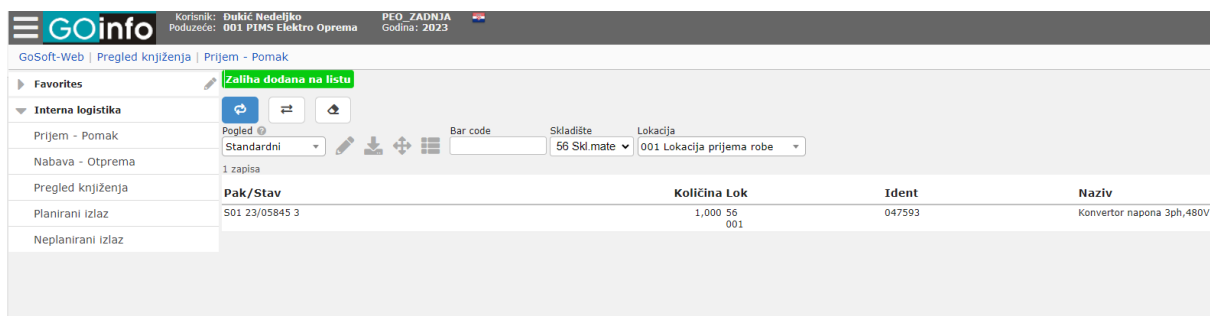 GOinfo
Korisnik: Đukić Nedeljko PEO_ZADNJA
Poduzeće: 001 PIMS Elektro Oprema Godina: 2023
GoSoft-Web | Pregled knjiženja | Prijem - Pomak
Favorites
Interna logistika
Prijem - Pomak
Nabava - Otprema
Pregled knjiženja
Planirani izlaz
Neplanirani izlaz
Zaliha dodana na listu
Pogled Bar code Skladište Lokacija
Standardni 56 Skl.mate 001 Lokacija prijema robe
1 zapisa
Pak/Stav Količina Lok Ident Naziv
S01 23/05845 3 1,000 56 047593 Konvertor napona 3ph,480V
001